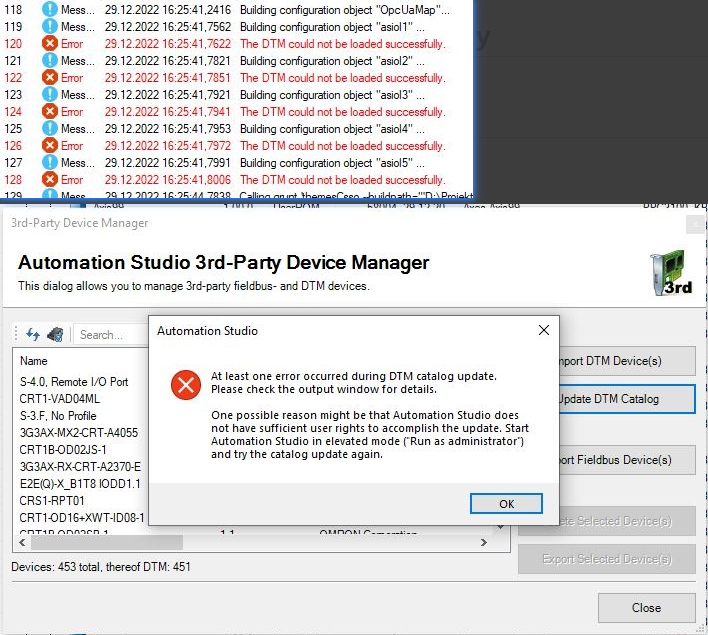 118 Mess... 29.12.2022 16:25:41,2416 Building configuration object "OpcUaMap"...
119 Mess... 29.12.2022 16:25:41,7562 Building configuration object "asiol1" ...
120 Error 29.12.2022 16:25:41,7622 The DTM could not be loaded successfully.
121 Mess... 29.12.2022 16:25:41,7821 Building configuration object "asiol2" ...
122 Error 29.12.2022 16:25:41,7851 The DTM could not be loaded successfully.
123 Mess... 29.12.2022 16:25:41,7921 Building configuration object "asiol3" ...
124 Error 29.12.2022 16:25:41,7941 The DTM could not be loaded successfully.
125 Mess... 29.12.2022 16:25:41,7953 Building configuration object "asiol4" ...
126 Error 29.12.2022 16:25:41,7972 The DTM could not be loaded successfully.
127 Mess... 29.12.2022 16:25:41,7991 Building configuration object "asiol5" ...
128 Error 29.12.2022 16:25:41,8006 The DTM could not be loaded successfully.
129 Mess... 29.12.2022 16:25:44,7838 Calling grunt
y
3rd-Party Device Manager
Automation Studio 3rd-Party Device Manager
This dialog allows you to manage 3rd-party fieldbus- and DTM devices.
3rd
Search...
Name
S-4.0, Remote I/O Port
CRT1-VAD04ML
S-3.F, No Profile
3G3AX-MX2-CRT-A4055
CRT1B-OD02JS-1
3G3AX-RX-CRT-A2370-E
E2E(Q)-X_B1T8 IODD1.1
CRS1-RPT01
CRT1-OD16+XWT-ID08-1
Automation Studio
At least one error occurred during DTM catalog update.
Please check the output window for details.
One possible reason might be that Automation Studio does
not have sufficient user rights to accomplish the update. Start
Automation Studio in elevated mode ("Run as administrator")
and try the catalog update again.
OK
mport DTM Device(s)
Update DTM Catalog
ort Fieldbus Device(s)
ete Selected Device(s)
Export Selected Device(s)
Devices: 453 total, thereof DTM: 451
Close